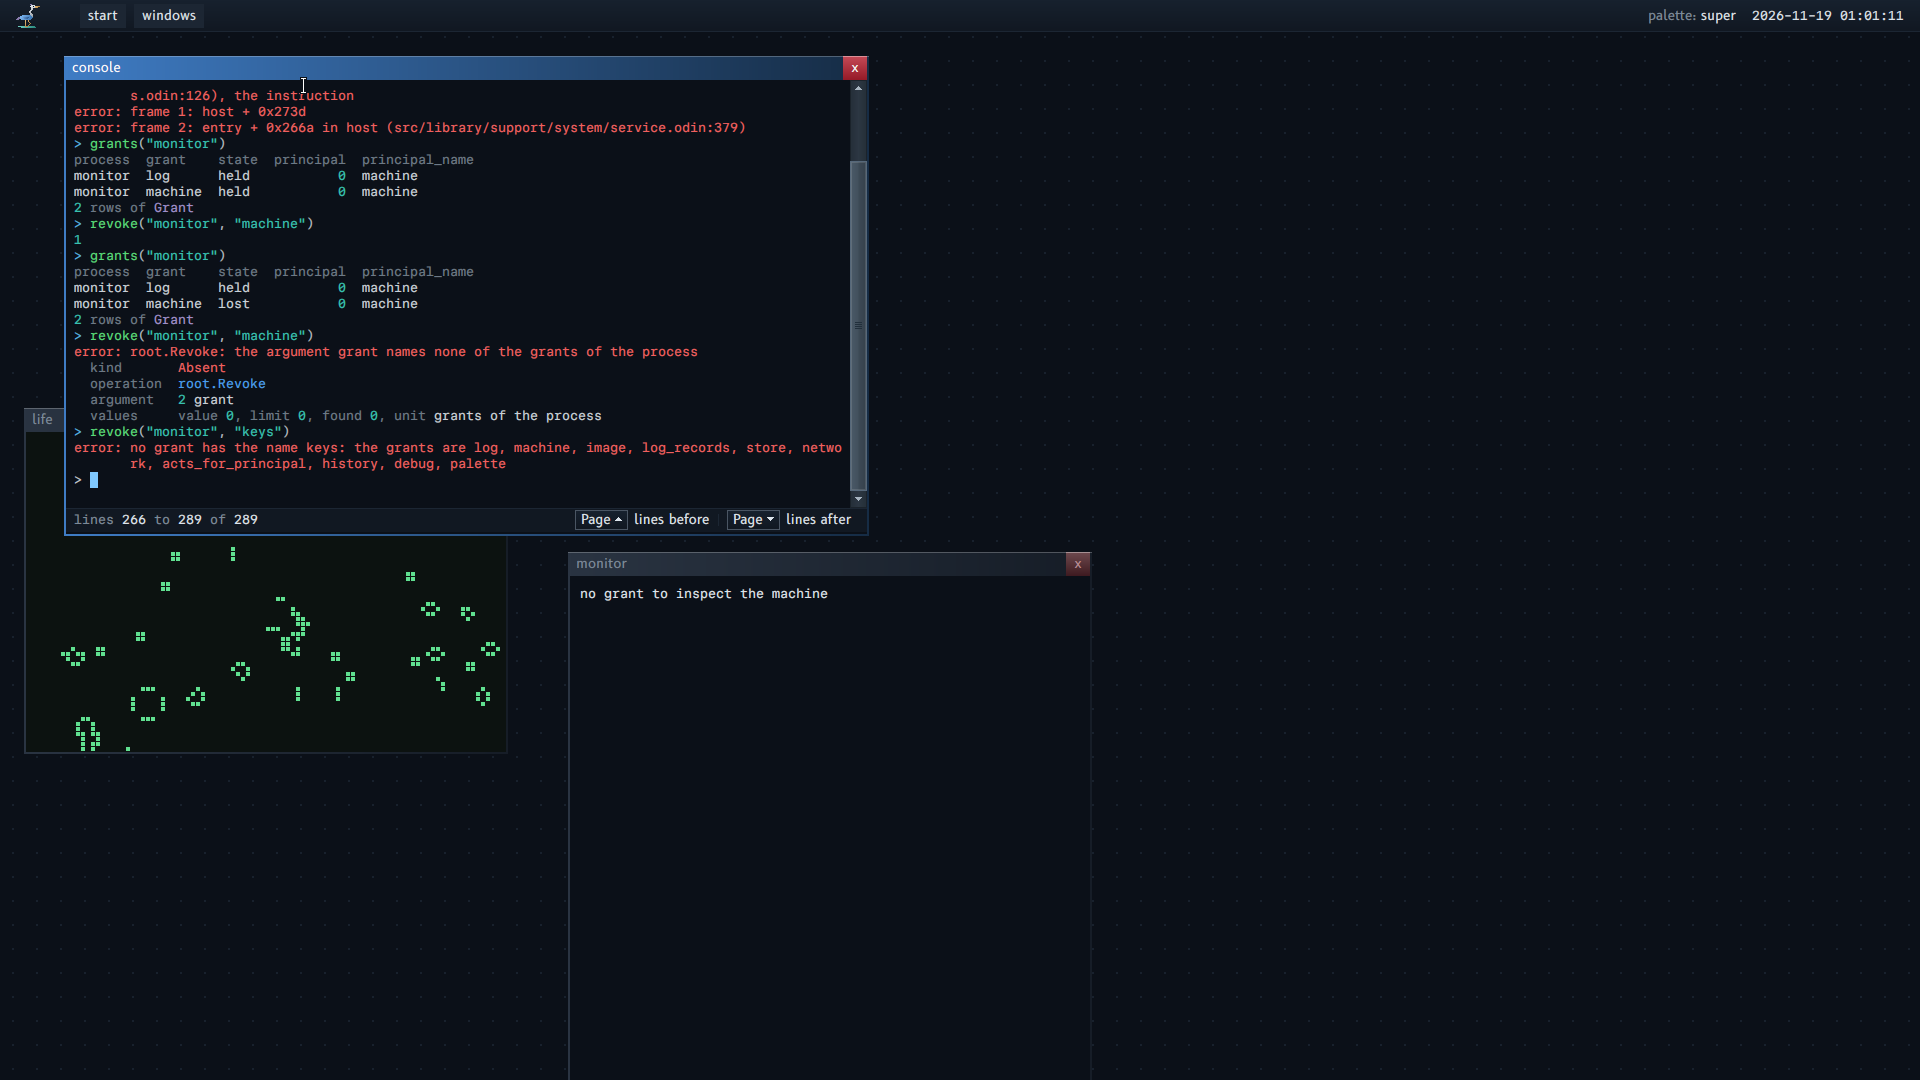 start windows palette: super 2026-11-19 01:01:11
console x
s.odin:126), the instruction
error: frame 1: host + 0x273d
error: frame 2: entry + 0x266a in host (src/library/support/system/service.odin:379)
> grants("monitor")
process grant state principal principal_name
monitor log held 0 machine
monitor machine held 0 machine
2 rows of Grant
> revoke("monitor", "machine")
1
> grants("monitor")
process grant state principal principal_name
monitor log held 0 machine
monitor machine lost 0 machine
2 rows of Grant
> revoke("monitor", "machine")
error: root.Revoke: the argument grant names none of the grants of the process
kind Absent
operation root.Revoke
argument 2 grant
values value 0, limit 0, found 0, unit grants of the process
> revoke("monitor", "keys")
error: no grant has the name keys: the grants are log, machine, image, log_records, store, netwo
rk, acts_for_principal, history, debug, palette
>
lines 266 to 289 of 289 Page lines before Page lines after
life
monitor x
no grant to inspect the machine